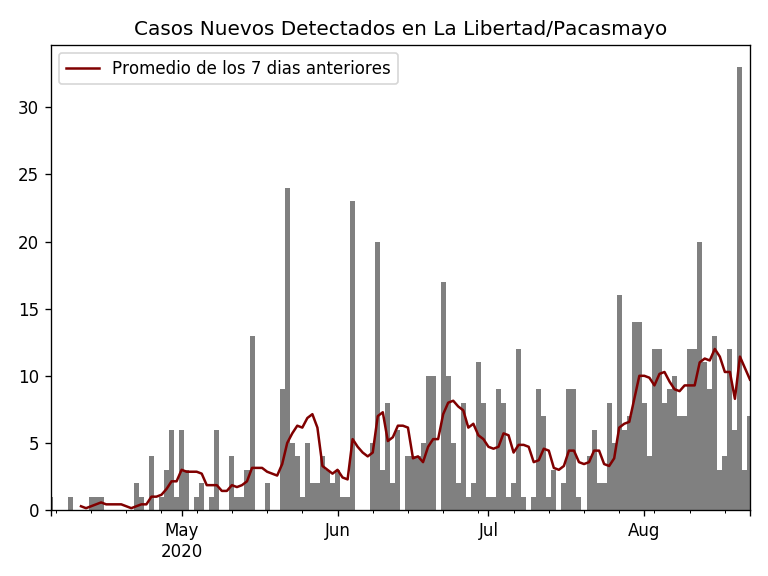 Casos Nuevos Detectados en La Libertad/Pacasmayo
Promedio de los 7 dias anteriores
30
25
20
15
10
5
0
May
2020
Jun
Jul
Aug